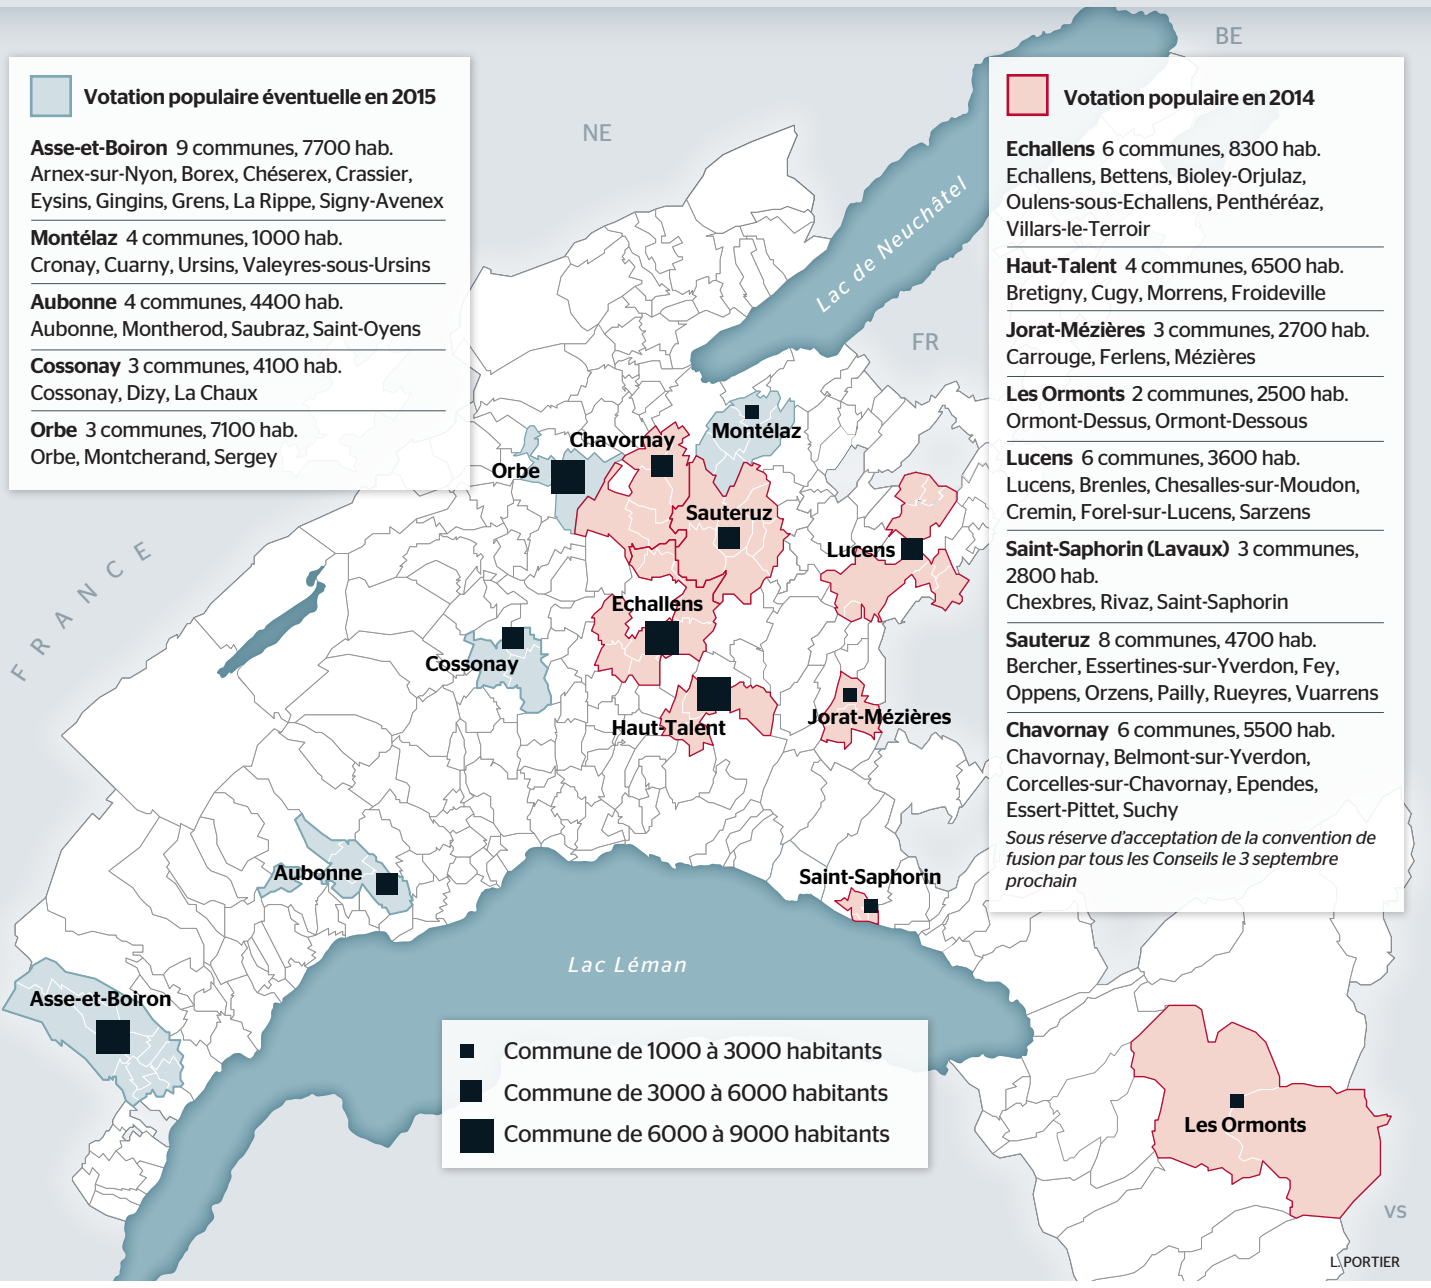 BE
NE
FR
VS
FRANCE
Votation populaire éventuelle en 2015
Asse-et-Boiron 9 communes, 7700 hab.
Arnex-sur-Nyon, Borex, Chéserex, Crassier,
Eysins, Gingins, Grens, La Rippe, Signy-Avenex
Montélaz 4 communes, 1000 hab.
Cronay, Cuarny, Ursins, Valeyres-sous-Ursins
Aubonne 4 communes, 4400 hab.
Aubonne, Montherod, Saubraz, Saint-Oyens
Cossonay 3 communes, 4100 hab.
Cossonay, Dizy, La Chaux
Orbe 3 communes, 7100 hab.
Orbe, Montcherand, Sergey
Votation populaire en 2014
Echallens 6 communes, 8300 hab.
Echallens, Bettens, Bioley-Orjulaz,
Oulens-sous-Echallens, Penthéréaz,
Villars-le-Terroir
Haut-Talent 4 communes, 6500 hab.
Bretigny, Cugy, Morrens, Froideville
Jorat-Mézières 3 communes, 2700 hab.
Carrouge, Ferlens, Mézières
Les Ormonts 2 communes, 2500 hab.
Ormont-Dessus, Ormont-Dessous
Lucens 6 communes, 3600 hab.
Lucens, Brenles, Chesalles-sur-Moudon,
Cremin, Forel-sur-Lucens, Sarzens
Saint-Saphorin (Lavaux) 3 communes,
2800 hab.
Chexbres, Rivaz, Saint-Saphorin
Sauteruz 8 communes, 4700 hab.
Bercher, Essertines-sur-Yverdon, Fey,
Oppens, Orzens, Pailly, Rueyres, Vuarrens
Chavornay 6 communes, 5500 hab.
Chavornay, Belmont-sur-Yverdon,
Corcelles-sur-Chavornay, Ependes,
Essert-Pittet, Suchy
Sous réserve d'acceptation de la convention de
fusion par tous les Conseils le 3 septembre
prochain
Lac de Neuchâtel
Montélaz
Chavornay
Orbe
Sauteruz
Lucens
Echallens
Cossonay
Jorat-Mézières
Haut-Talent
Aubonne
Saint-Saphorin
Lac Léman
Asse-et-Boiron
Les Ormonts
Commune de 1000 à 3000 habitants
Commune de 3000 à 6000 habitants
Commune de 6000 à 9000 habitants
L. PORTIER